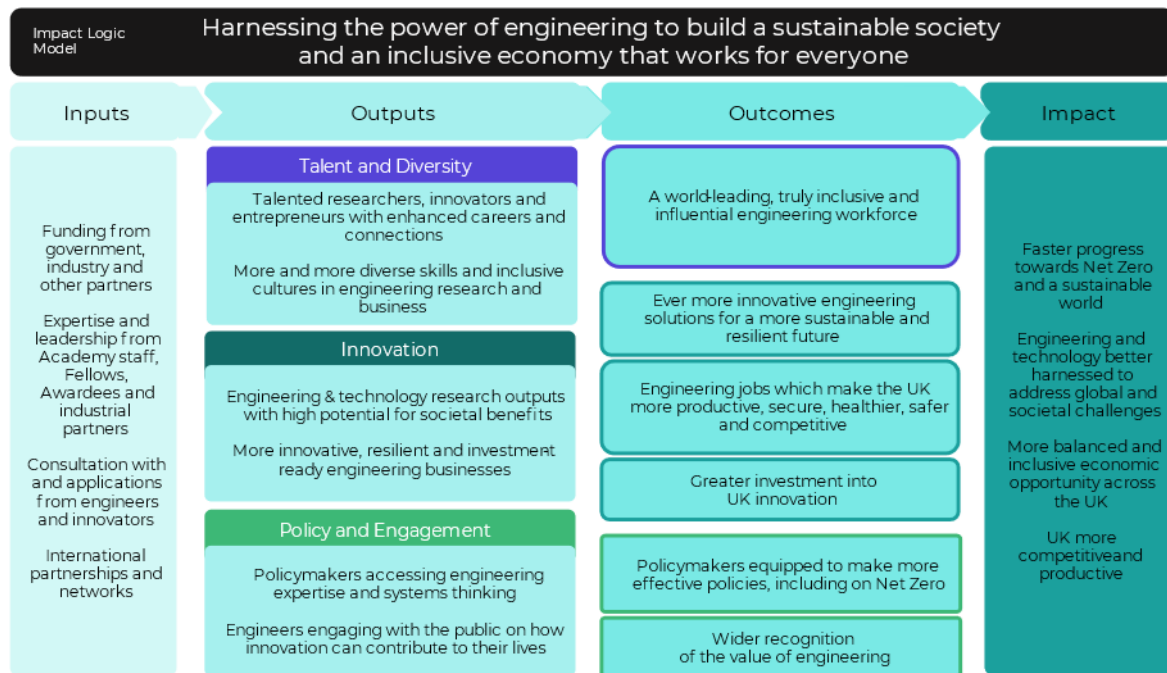 Impact Logic
Model
Harnessing the power of engineering to build a sustainable society
and an inclusive economy that works for everyone
Inputs
Outputs
Outcomes
Impact
Funding from
government,
industry and
other partners
Expertise and
leadership from
Academy staff,
Fellows,
Awardees and
industrial
partners
Consultation with
and applications
from engineers
and innovators
International
partnerships and
networks
Talent and Diversity
Talented researchers, innovators and
entrepreneurs with enhanced careers and
connections
More and more diverse skills and inclusive
cultures in engineering research and
business
Innovation
Engineering & technology research outputs
with high potential for societal benefits
More innovative, resilient and investment-
ready engineering businesses
Policy and Engagement
Policymakers accessing engineering
expertise and systems thinking
Engineers engaging with the public on how
innovation can contribute to their lives
A world-leading, truly inclusive and
influential engineering workforce
Ever more innovative engineering
solutions for a more sustainable and
resilient future
Engineering jobs which make the UK
more productive, secure, healthier, safer
and competitive
Greater investment into
UK innovation
Policymakers equipped to make more
effective policies, including on Net Zero
Wider recognition
of the value of engineering
Faster progress
towards Net Zero
and a sustainable
world
Engineering and
technology better
harnessed to
address global and
societal challenges
More balanced and
inclusive economic
opportunity across
the UK
UK more
competitiveand
productive